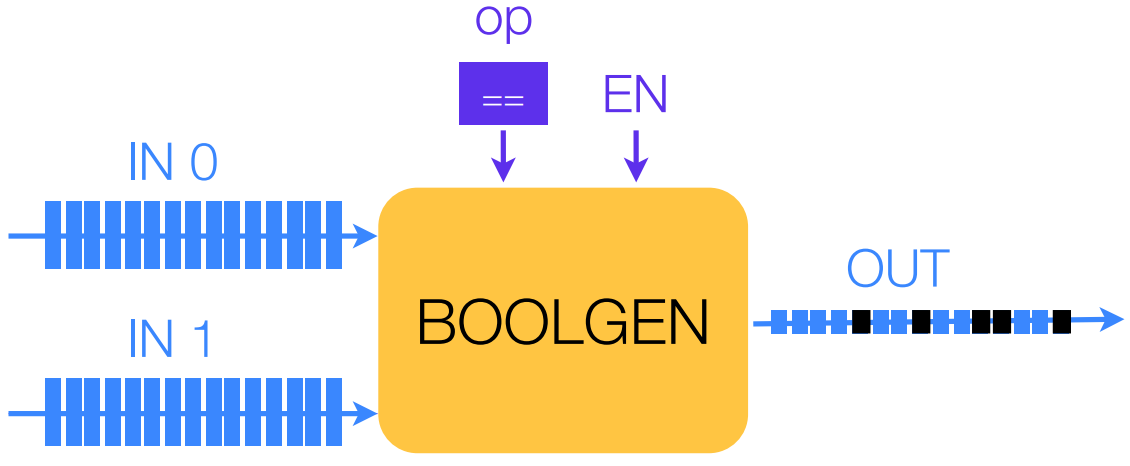 op
==
EN
IN 0
IN 1
BOOLGEN
OUT